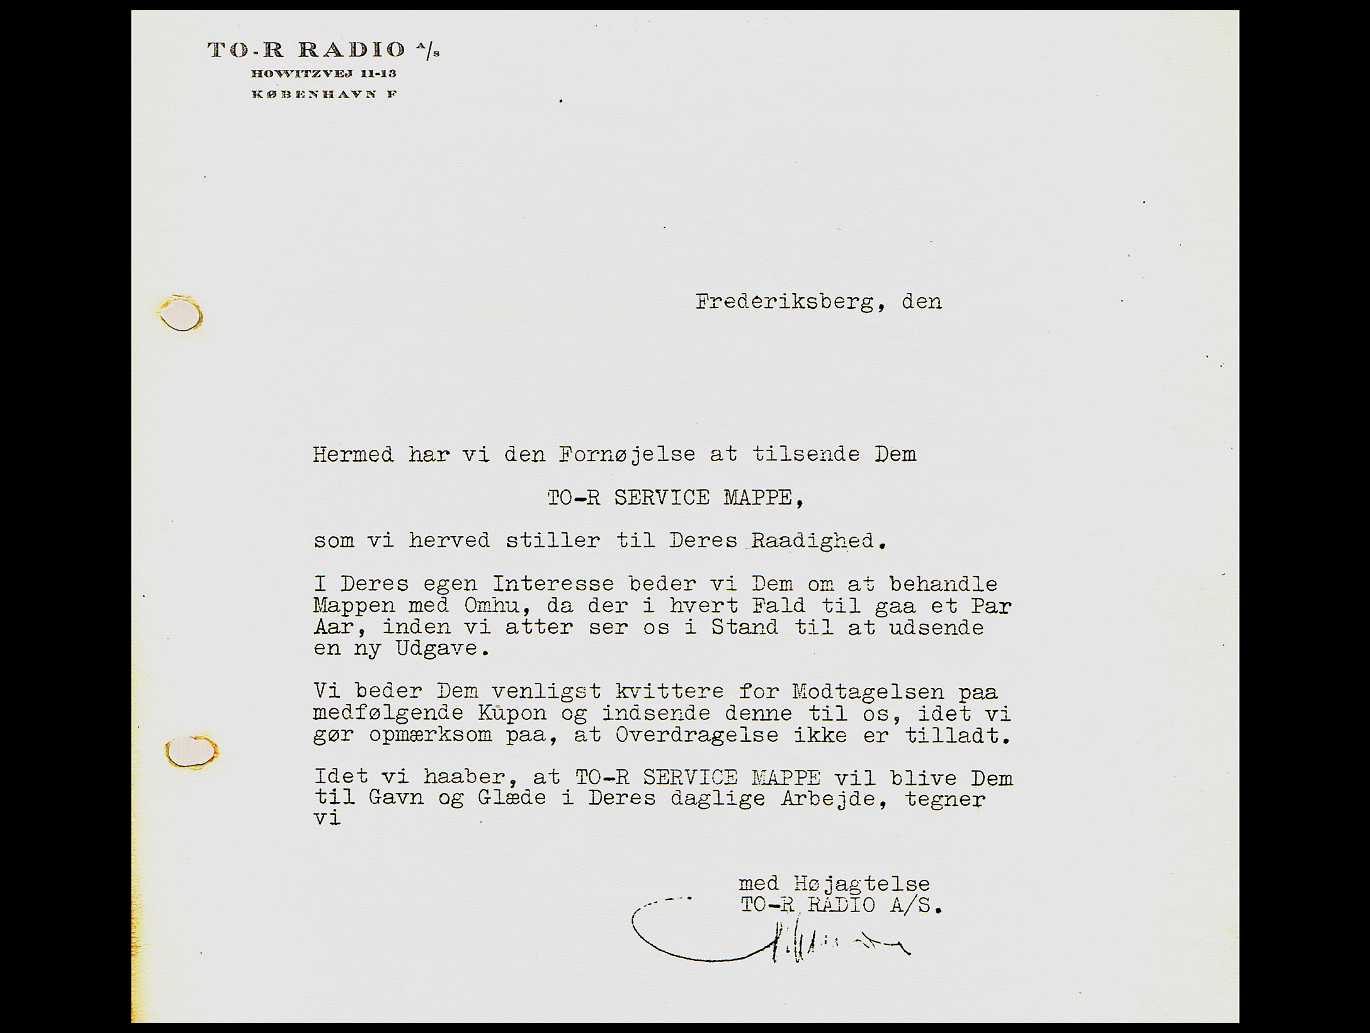 TO-R RADIO A/S
HOWITZVEJ 11-13
KØBENHAVN F
Frederiksberg, den
Hermed har vi den Fornøjelse at tilsende Dem
TO-R SERVICE MAPPE,
som vi herved stiller til Deres Raadighed.
I Deres egen Interesse beder vi Dem om at behandle
Mappen med Omhu, da der i hvert Fald til gaa et Par
Aar, inden vi atter ser os i Stand til at udsende
en ny Udgave.
Vi beder Dem venligst kvittere for Modtagelsen paa
medfølgende Kupon og indsende denne til os, idet vi
gør opmærksom paa, at Overdragelse ikke er tilladt.
Idet vi haaber, at TO-R SERVICE MAPPE vil blive Dem
til Gavn og Glæde i Deres daglige Arbejde, tegner
vi
med Højagtelse
TO-R RADIO A/S.